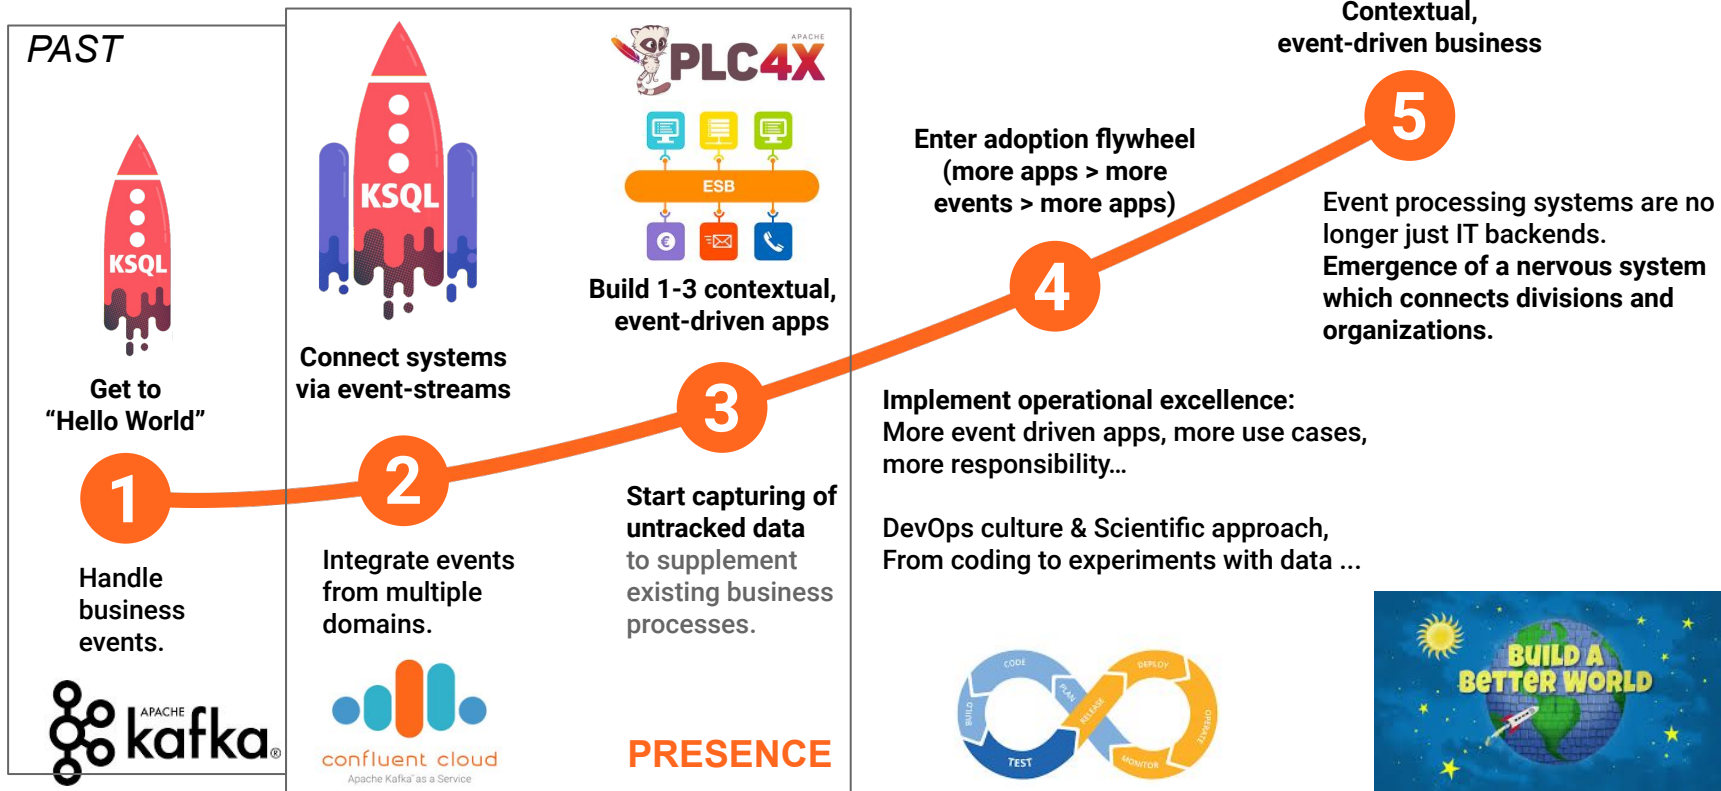 PAST
KSQL
Get to
“Hello World”
1
Handle
business
events.
APACHE
kafka®
KSQL
Connect systems
via event-streams
2
Integrate events
from multiple
domains.
confluent cloud
Apache Kafka™ as a Service
APACHE
PLC4X
ESB
€
Build 1-3 contextual,
event-driven apps
3
Start capturing of
untracked data
to supplement
existing business
processes.
PRESENCE
Enter adoption flywheel
(more apps > more
events > more apps)
4
Implement operational excellence:
More event driven apps, more use cases,
more responsibility…
DevOps culture & Scientific approach,
From coding to experiments with data ...
CODE
BUILD
PLAN
TEST
RELEASE
DEPLOY
OPERATE
MONITOR
Contextual,
event-driven business
5
Event processing systems are no
longer just IT backends.
Emergence of a nervous system
which connects divisions and
organizations.
BUILD A
BETTER WORLD